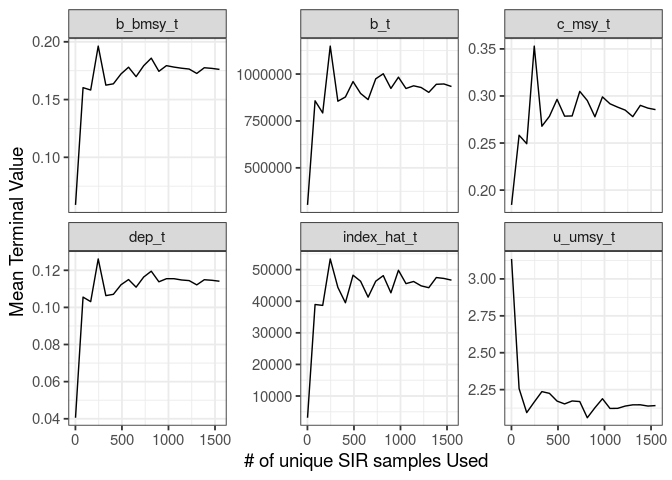 b_bmsy_t
b_t
c_msy_t
0.20
0.15
0.10
1000000
750000
500000
0.35
0.30
0.25
0.20
Mean Terminal Value
dep_t
index_hat_t
u_umsy_t
0.12
0.10
0.08
0.06
0.04
50000
40000
30000
20000
10000
3.00
2.75
2.50
2.25
0 500 1000 1500
0 500 1000 1500
0 500 1000 1500
# of unique SIR samples Used